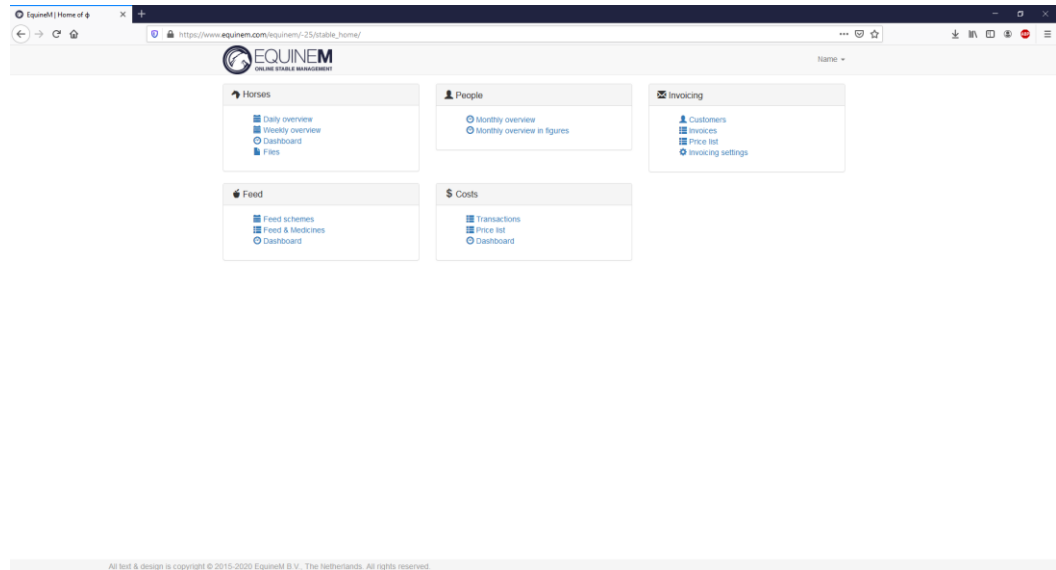 EquineM | Home of ф
https://www.equinem.com/equinem/-25/stable_home/
EQUINEM
ONLINE STABLE MANAGEMENT
Name
Horses
Daily overview
Weekly overview
Dashboard
Files
People
Monthly overview
Monthly overview in figures
Invoicing
Customers
Invoices
Price list
Invoicing settings
Feed
Feed schemes
Feed & Medicines
Dashboard
Costs
Transactions
Price list
Dashboard
All text & design is copyright © 2015-2020 EquineM B.V., The Netherlands. All rights reserved.